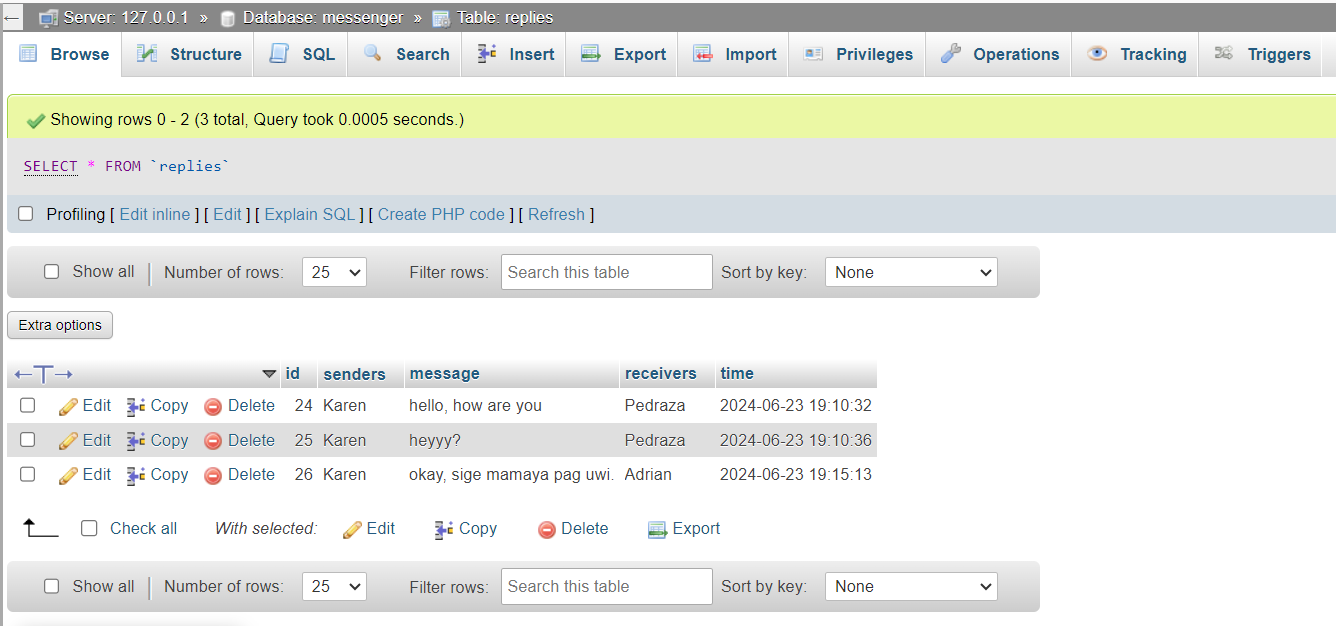 Server: 127.0.0.1 » Database: messenger » Table: replies
Browse Structure SQL Search Insert Export Import Privileges Operations Tracking Triggers
Showing rows 0 - 2 (3 total, Query took 0.0005 seconds.)
SELECT * FROM `replies`
Profiling [ Edit inline ] [ Edit ] [ Explain SQL ] [ Create PHP code ] [ Refresh ]
Show all Number of rows: 25 Filter rows: Search this table Sort by key: None
Extra options
id senders message receivers time
Edit Copy Delete 24 Karen hello, how are you Pedraza 2024-06-23 19:10:32
Edit Copy Delete 25 Karen heyyy? Pedraza 2024-06-23 19:10:36
Edit Copy Delete 26 Karen okay, sige mamaya pag uwi. Adrian 2024-06-23 19:15:13
Check all With selected: Edit Copy Delete Export
Show all Number of rows: 25 Filter rows: Search this table Sort by key: None